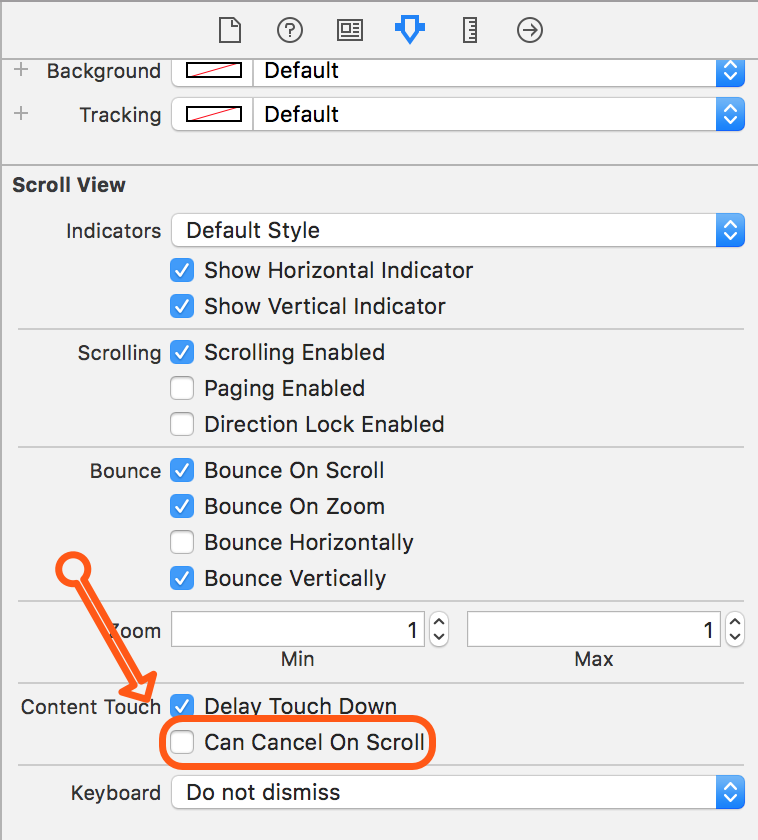 Background Default
Tracking Default
Scroll View
Indicators Default Style
Show Horizontal Indicator
Show Vertical Indicator
Scrolling Scrolling Enabled
Paging Enabled
Direction Lock Enabled
Bounce Bounce On Scroll
Bounce On Zoom
Bounce Horizontally
Bounce Vertically
Zoom 1 1
Min Max
Content Touch Delay Touch Down
Can Cancel On Scroll
Keyboard Do not dismiss